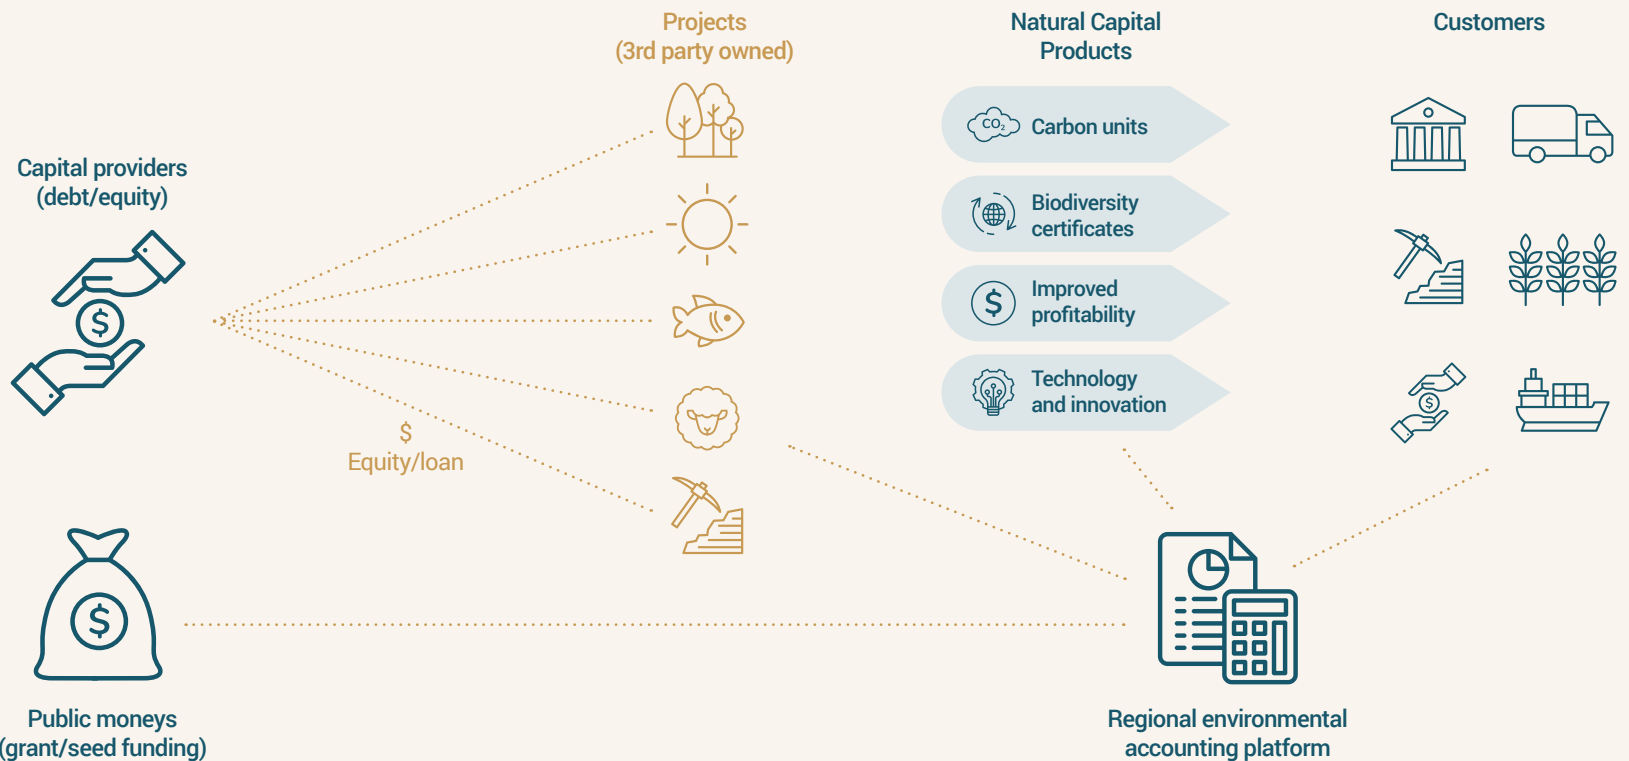 Projects
(3rd party owned)
Natural Capital
Products
Customers
Capital providers
(debt/equity)
$
CO₂
Carbon units
Biodiversity
certificates
$
Improved
profitability
Technology
and innovation
$
$
Equity/loan
$
Public moneys
(grant/seed funding)
Regional environmental
accounting platform